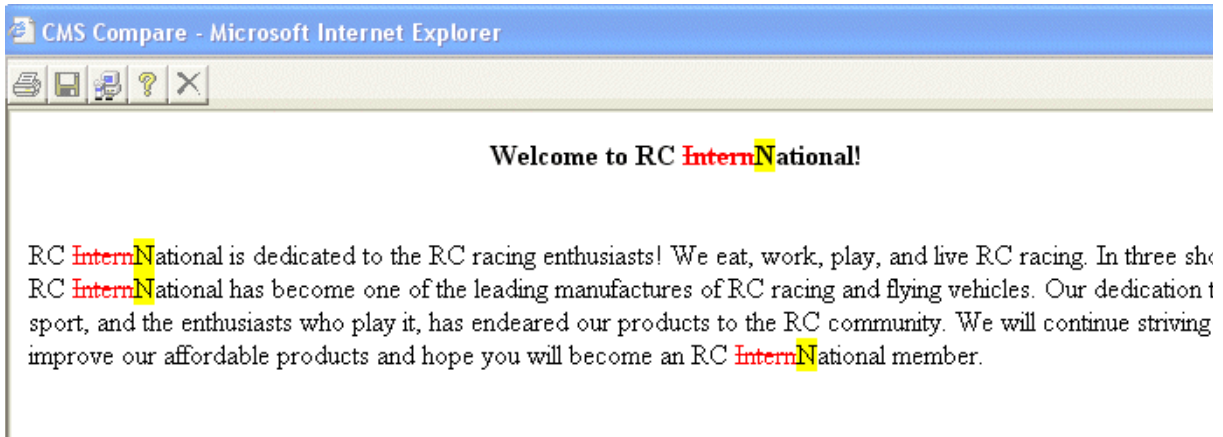 CMS Compare - Microsoft Internet Explorer
Welcome to RC InternNational!
RC InternNational is dedicated to the RC racing enthusiasts! We eat, work, play, and live RC racing. In three
RC InternNational has become one of the leading manufactures of RC racing and flying vehicles. Our dedication
sport, and the enthusiasts who play it, has endeared our products to the RC community. We will continue striving
improve our affordable products and hope you will become an RC InternNational member.